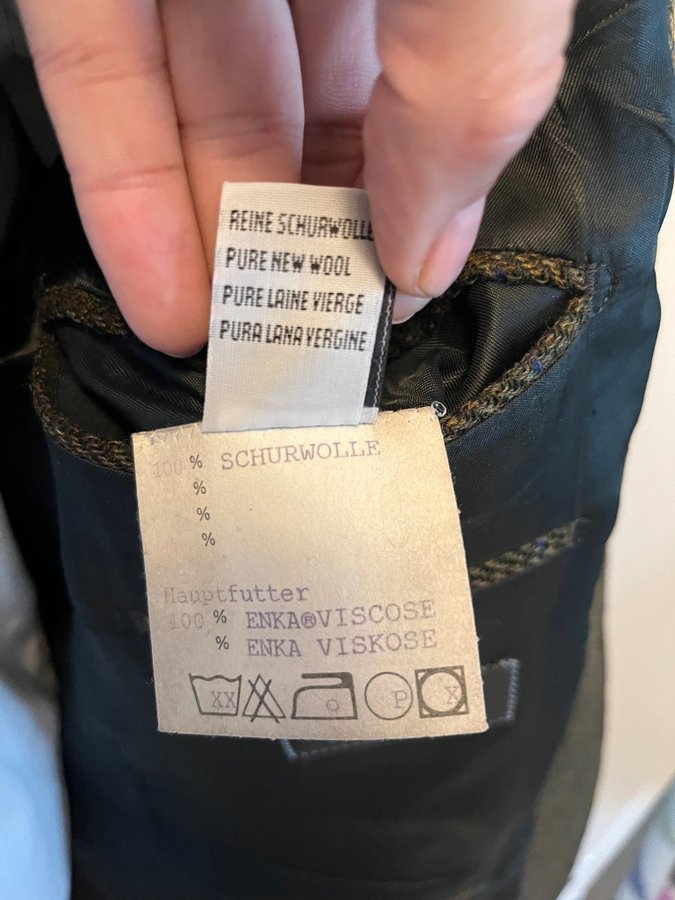 REINE SCHURWOLLE
PURE NEW WOOL
PURE LAINE VIERGE
PURA LANA VERGINE
100 % SCHURWOLLE
%
%
%
Hauptfutter
100 % ENKA®VISCOSE
% ENKA VISKOSE
XX O P X